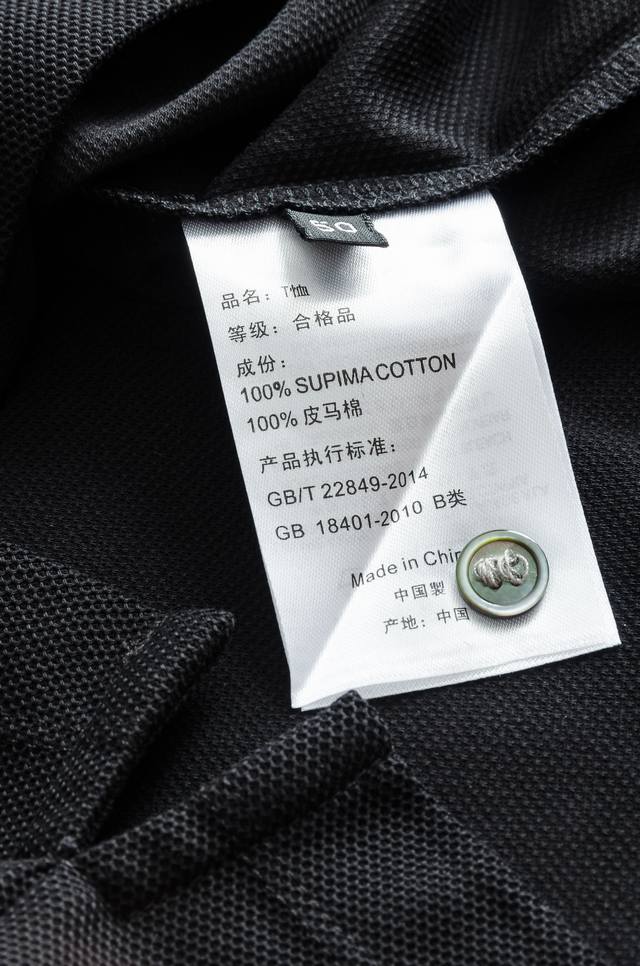 50
品名：T恤
等级：合格品
成份：
100% SUPIMA COTTON
100% 皮马棉
产品执行标准：
GB/T 22849-2014
GB 18401-2010 B类
Made in
中国製
产地：中国